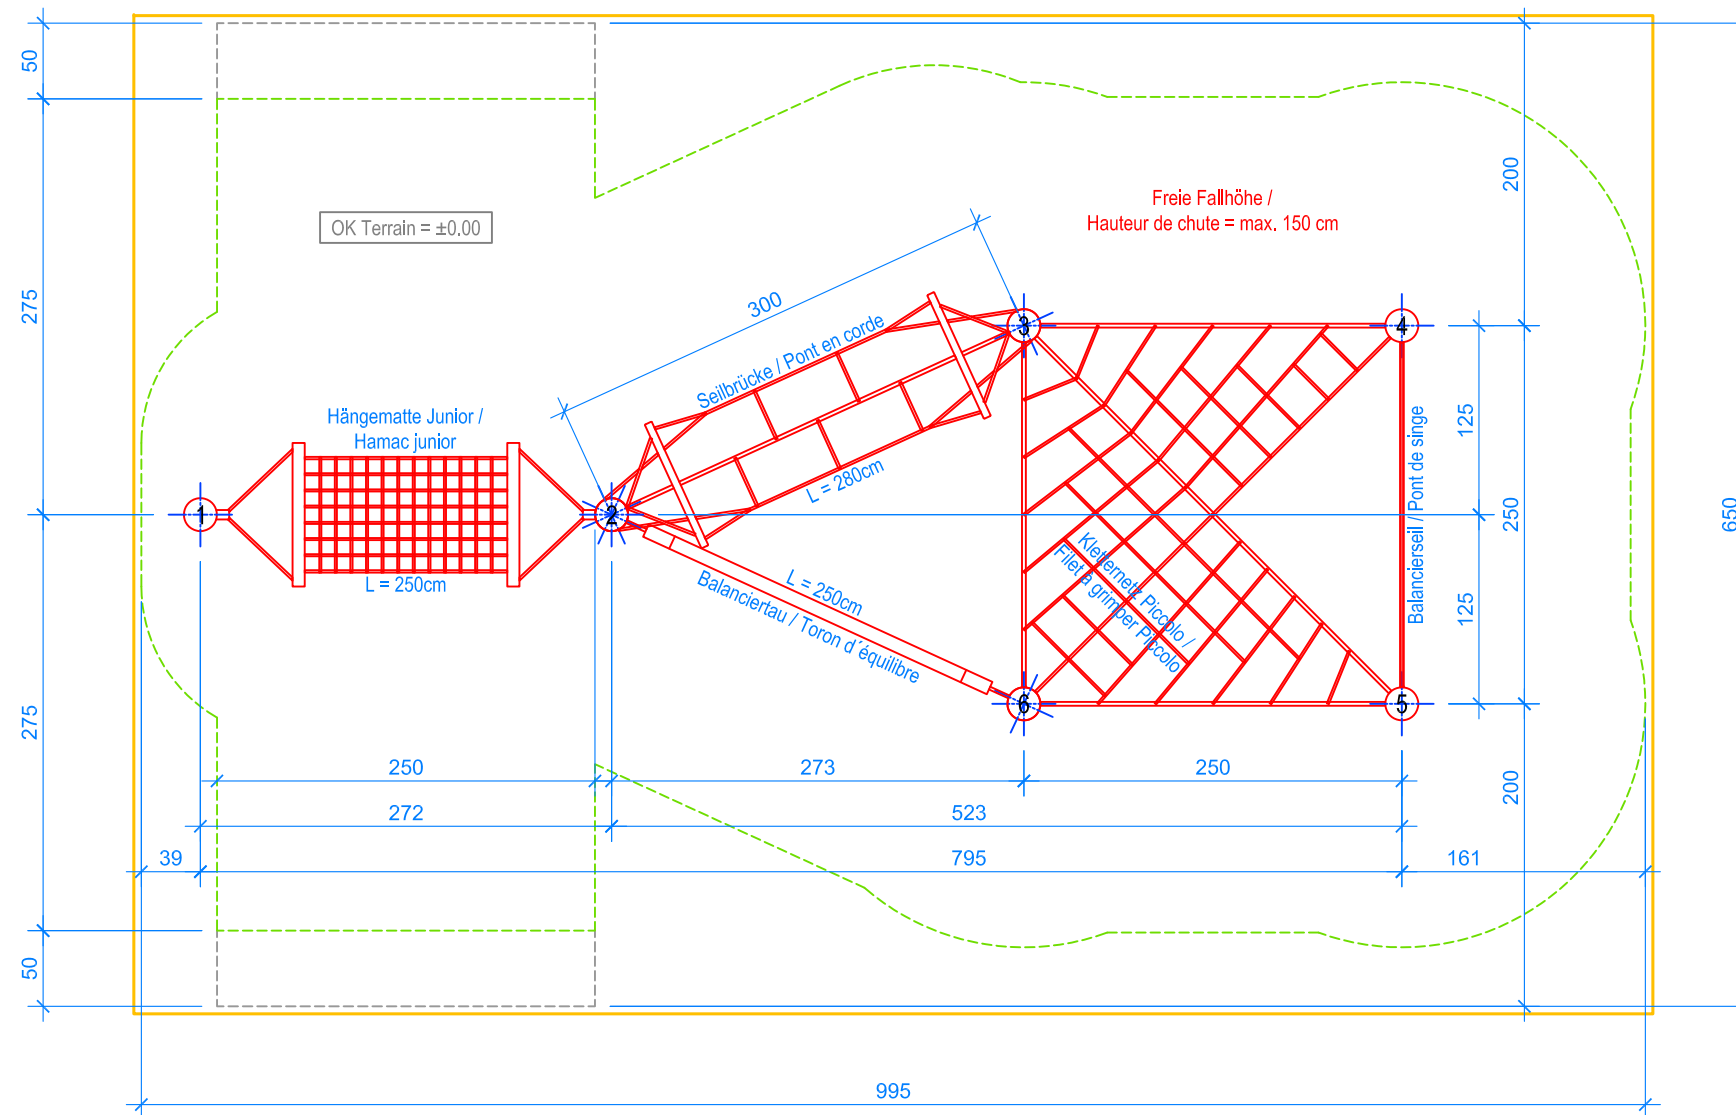 50
275
275
50
OK Terrain = ±0.00
Freie Fallhöhe /
Hauteur de chute = max. 150 cm
300
Seilbrücke / Pont en corde
L = 280cm
Hängematte Junior /
Hamac junior
L = 250cm
L = 250cm
Balanciertau / Toron d´équilibre
Kletternetz Piccolo /
Filet à grimper Piccolo
Balancierseil / Pont de singe
1
2
3
4
5
6
200
125
250
125
200
650
250
273
250
272
523
39
795
161
995